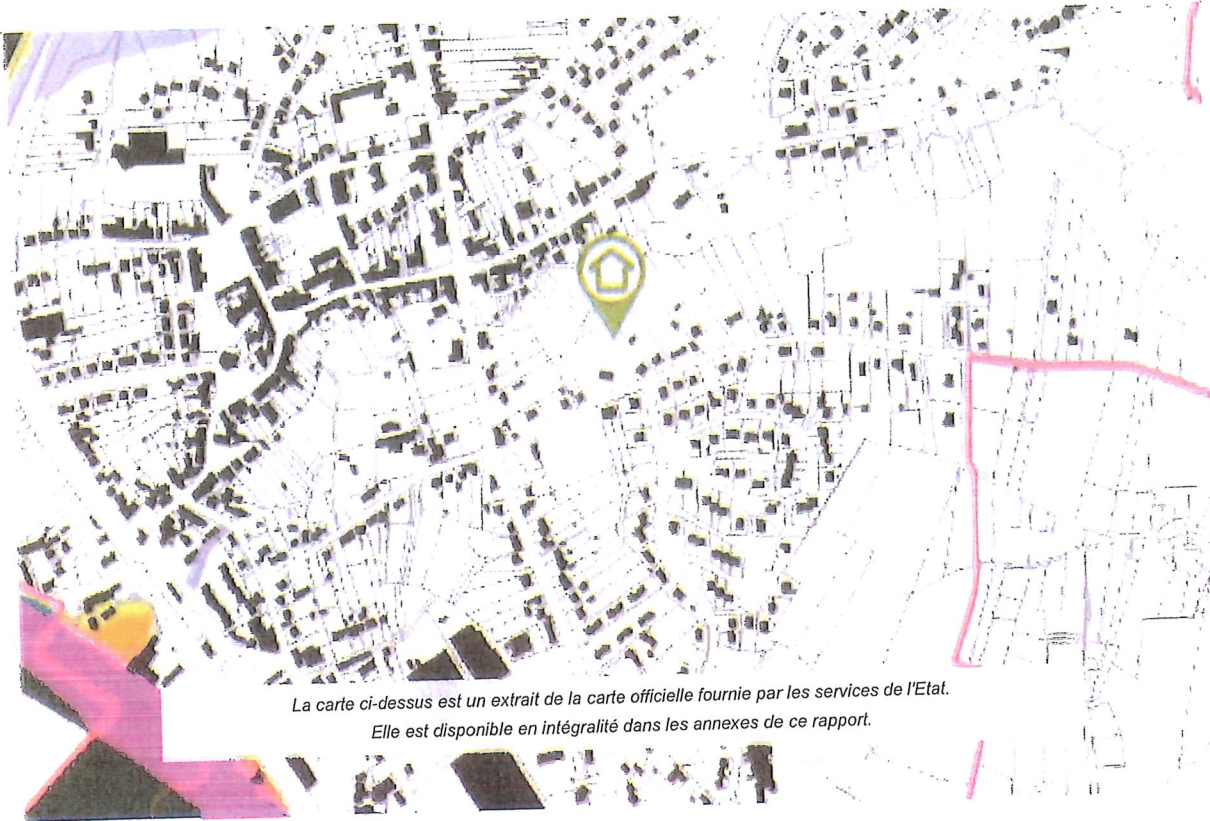 La carte ci-dessus est un extrait de la carte officielle fournie par les services de l'Etat.
Elle est disponible en intégralité dans les annexes de ce rapport.